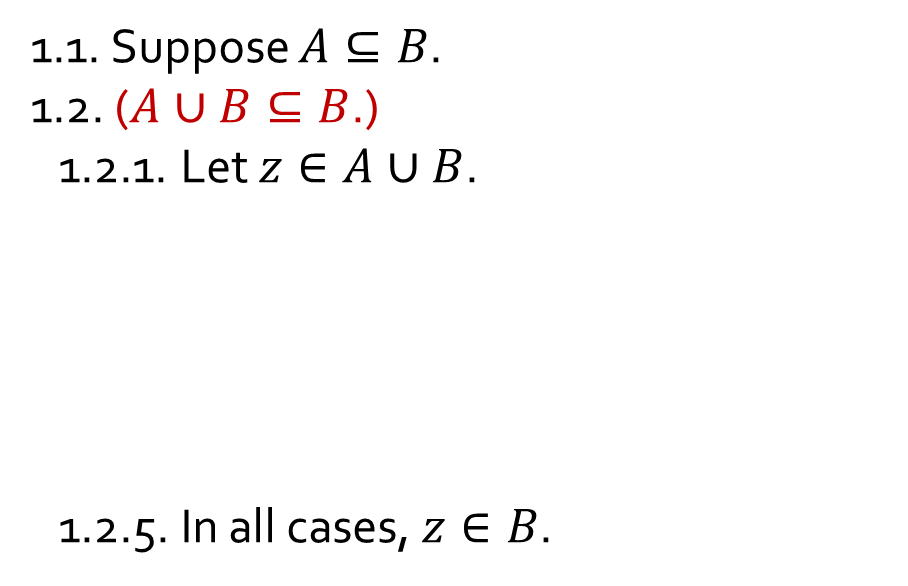 1.1. Suppose A ⊆ B.
1.2. (A ∪ B ⊆ B.)
1.2.1. Let z ∈ A ∪ B.
1.2.5. In all cases, z ∈ B.